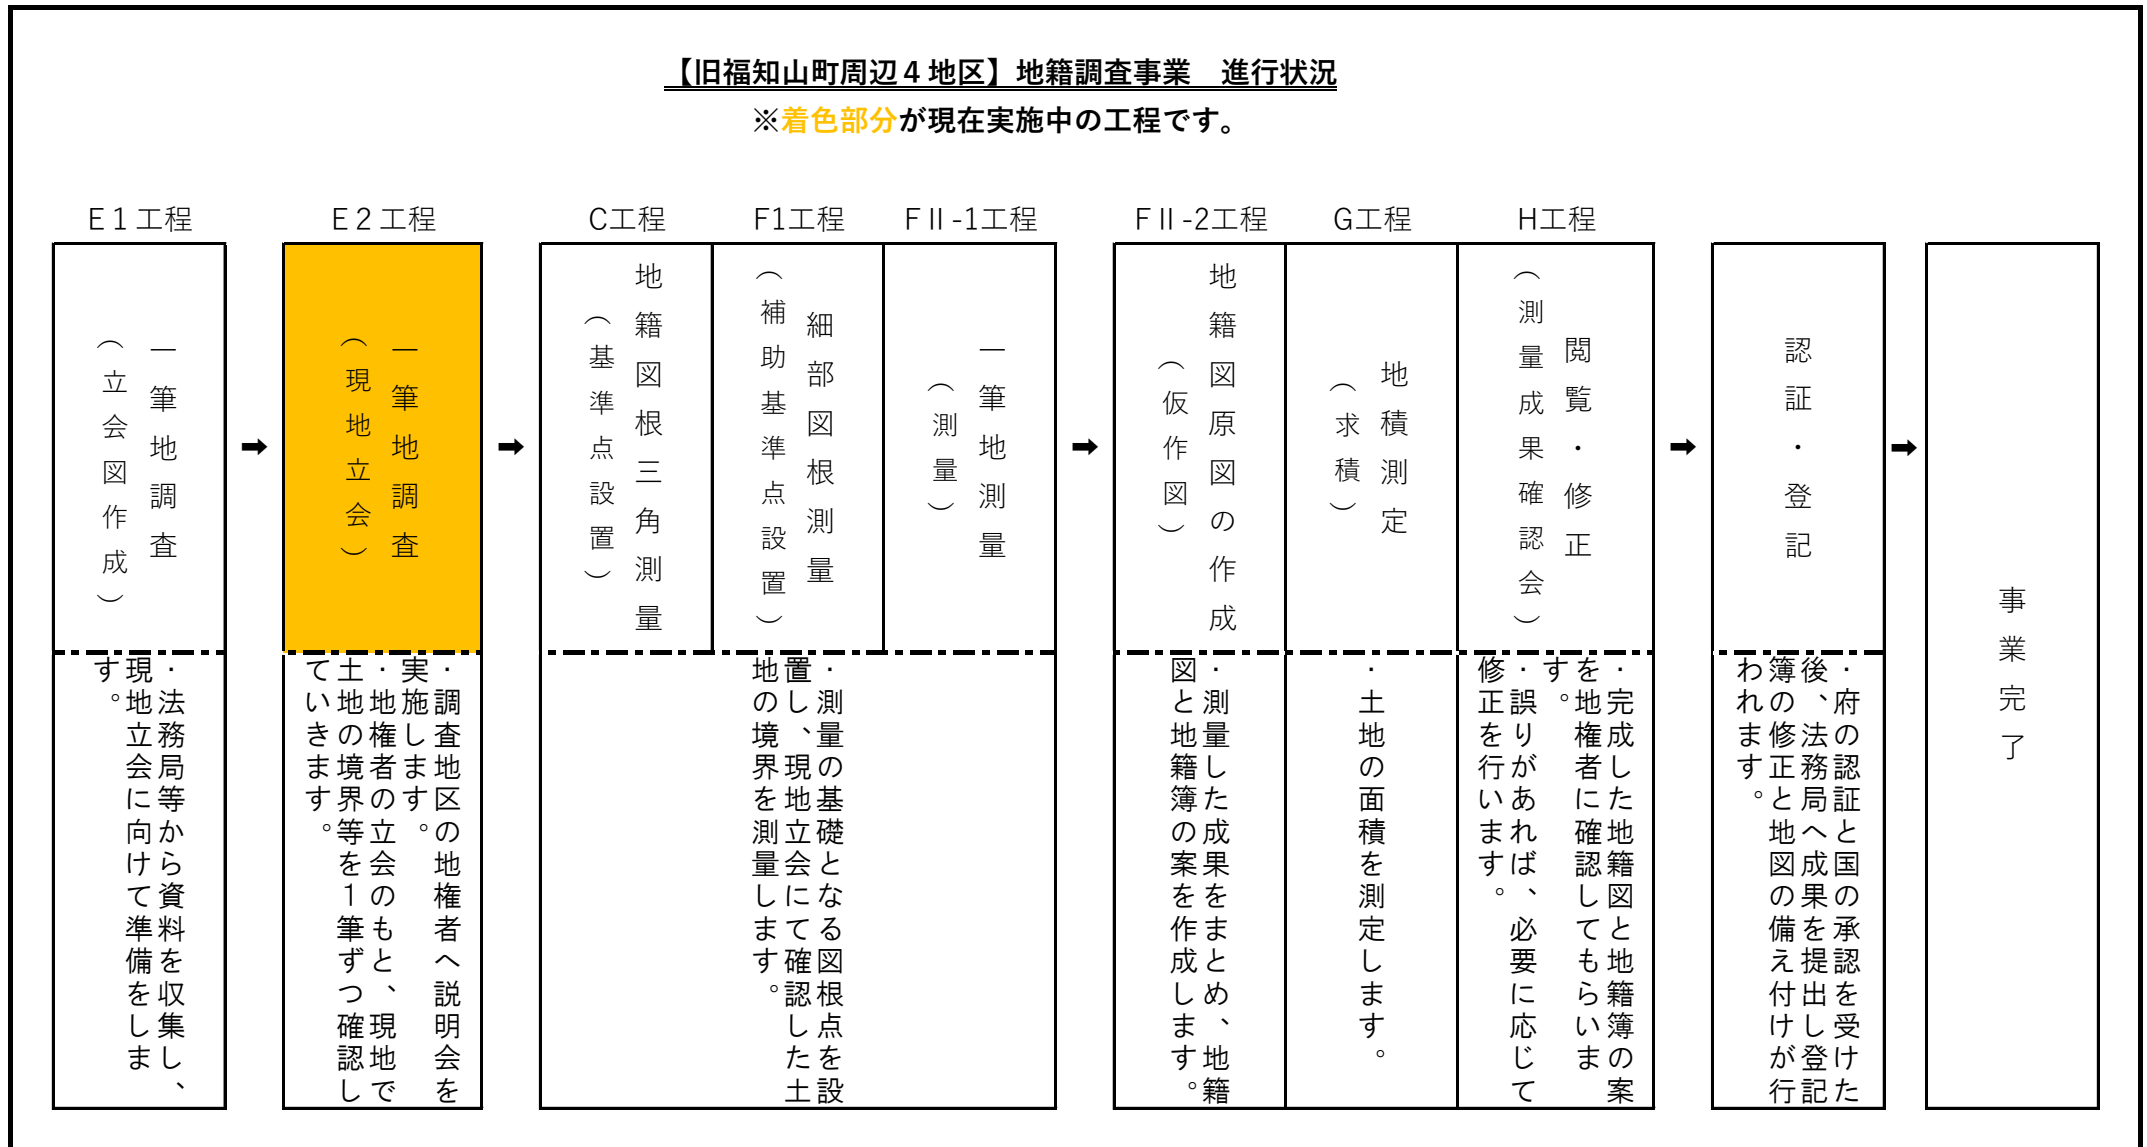 【旧福知山町周辺４地区】地籍調査事業　進行状況
※着色部分が現在実施中の工程です。
Ｅ１工程
一筆地調査
（立会図作成）
・法務局等から資料を収集し、
現地立会に向けて準備をしま
す。
➡
Ｅ２工程
一筆地調査
（現地立会）
・調査地区の地権者へ説明会を
実施します。
・地権者の立会のもと、現地で
土地の境界等を１筆ずつ確認し
ていきます。
➡
C工程
地籍図根三角測量
（基準点設置）
F1工程
細部図根測量
（補助基準点設置）
FⅡ-1工程
一筆地測量
（測量）
・測量の基礎となる図根点を設
置し、現地立会にて確認した土
地の境界を測量します。
➡
FⅡ-2工程
地籍図原図の作成
（仮作図）
・測量した成果をまとめ、地籍
図と地籍簿の案を作成します。
G工程
地積測定
（求積）
・土地の面積を測定します。
H工程
閲覧・修正
（測量成果確認会）
・完成した地籍図と地籍簿の案
を地権者に確認してもらいま
す。
・誤りがあれば、必要に応じて
修正を行います。
➡
認証・登記
・府の認証と国の承認を受けた
後、法務局へ成果を提出し登記
簿の修正と地図の備え付けが行
われます。
➡
事業完了